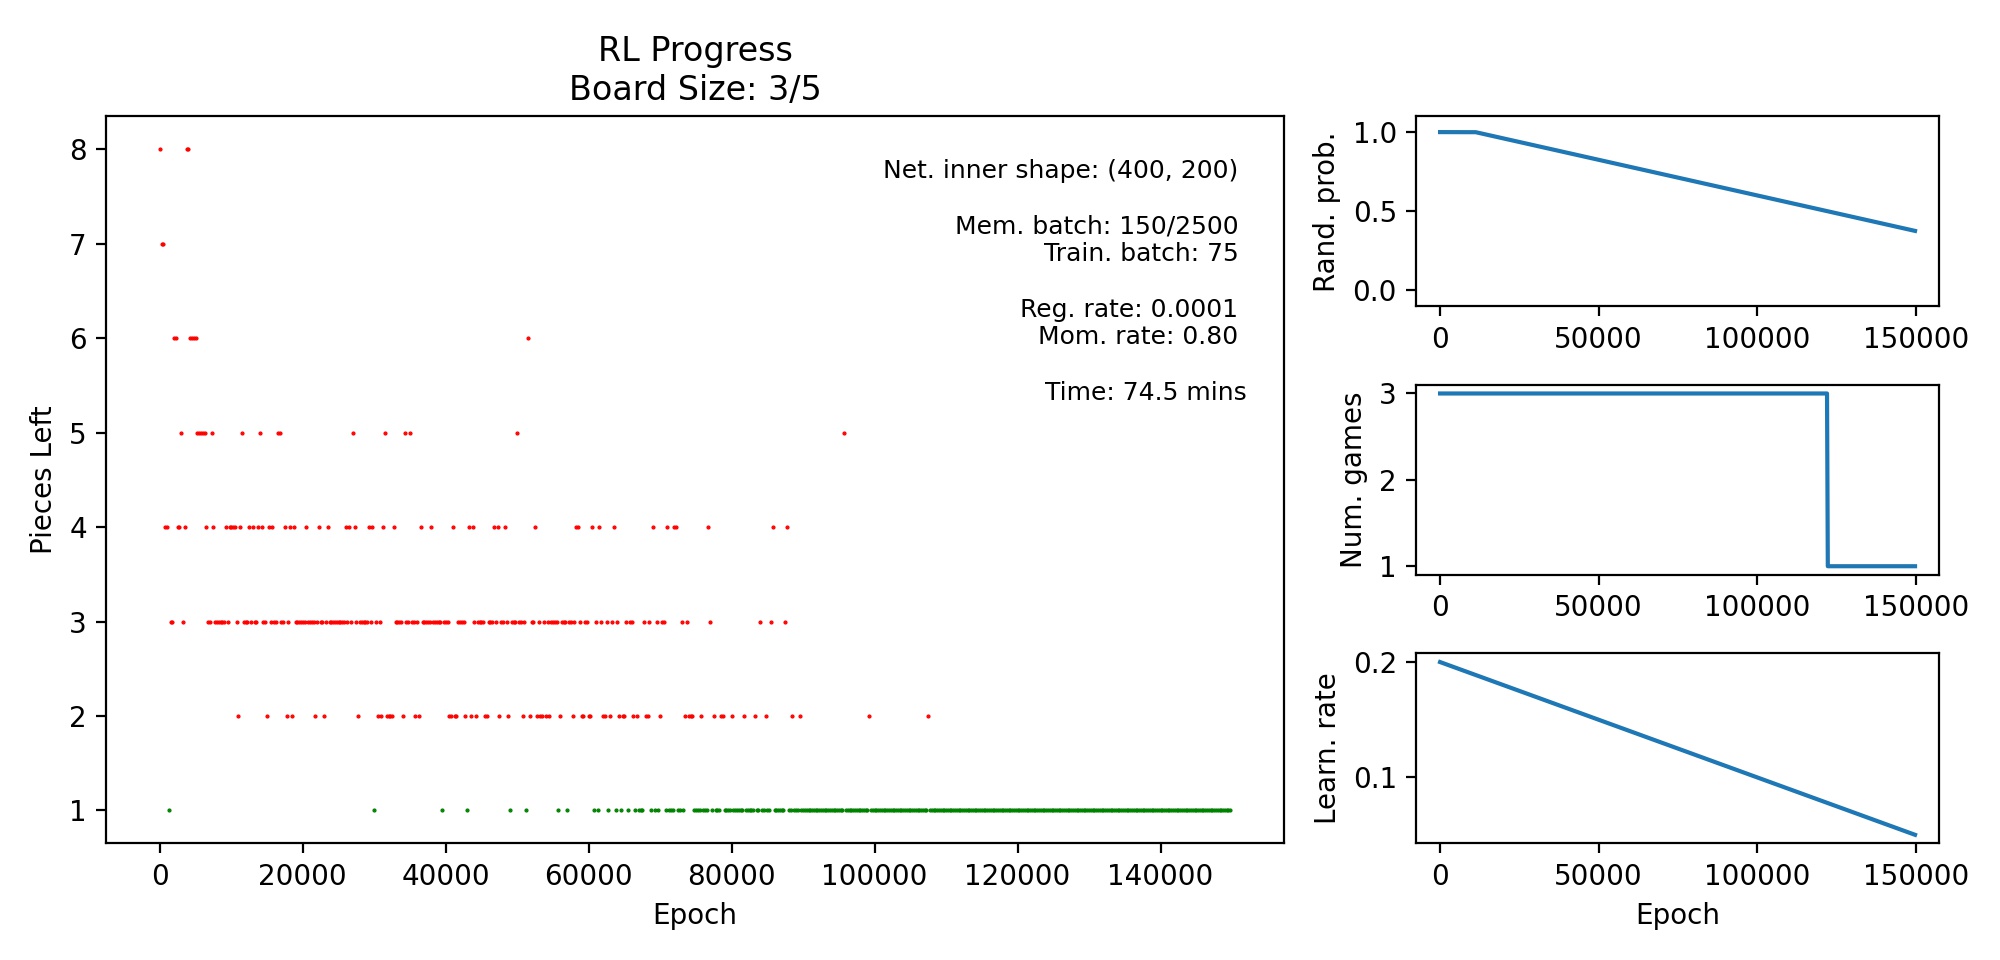 RL Progress
Board Size: 3/5
Pieces Left
8
7
6
5
4
3
2
1
Net. inner shape: (400, 200)
Mem. batch: 150/2500
Train. batch: 75
Reg. rate: 0.0001
Mom. rate: 0.80
Time: 74.5 mins
0 20000 40000 60000 80000 100000 120000 140000
Epoch
Rand. prob.
1.0
0.5
0.0
0 50000 100000 150000
Num. games
3
2
1
0 50000 100000 150000
Learn. rate
0.2
0.1
0 50000 100000 150000
Epoch